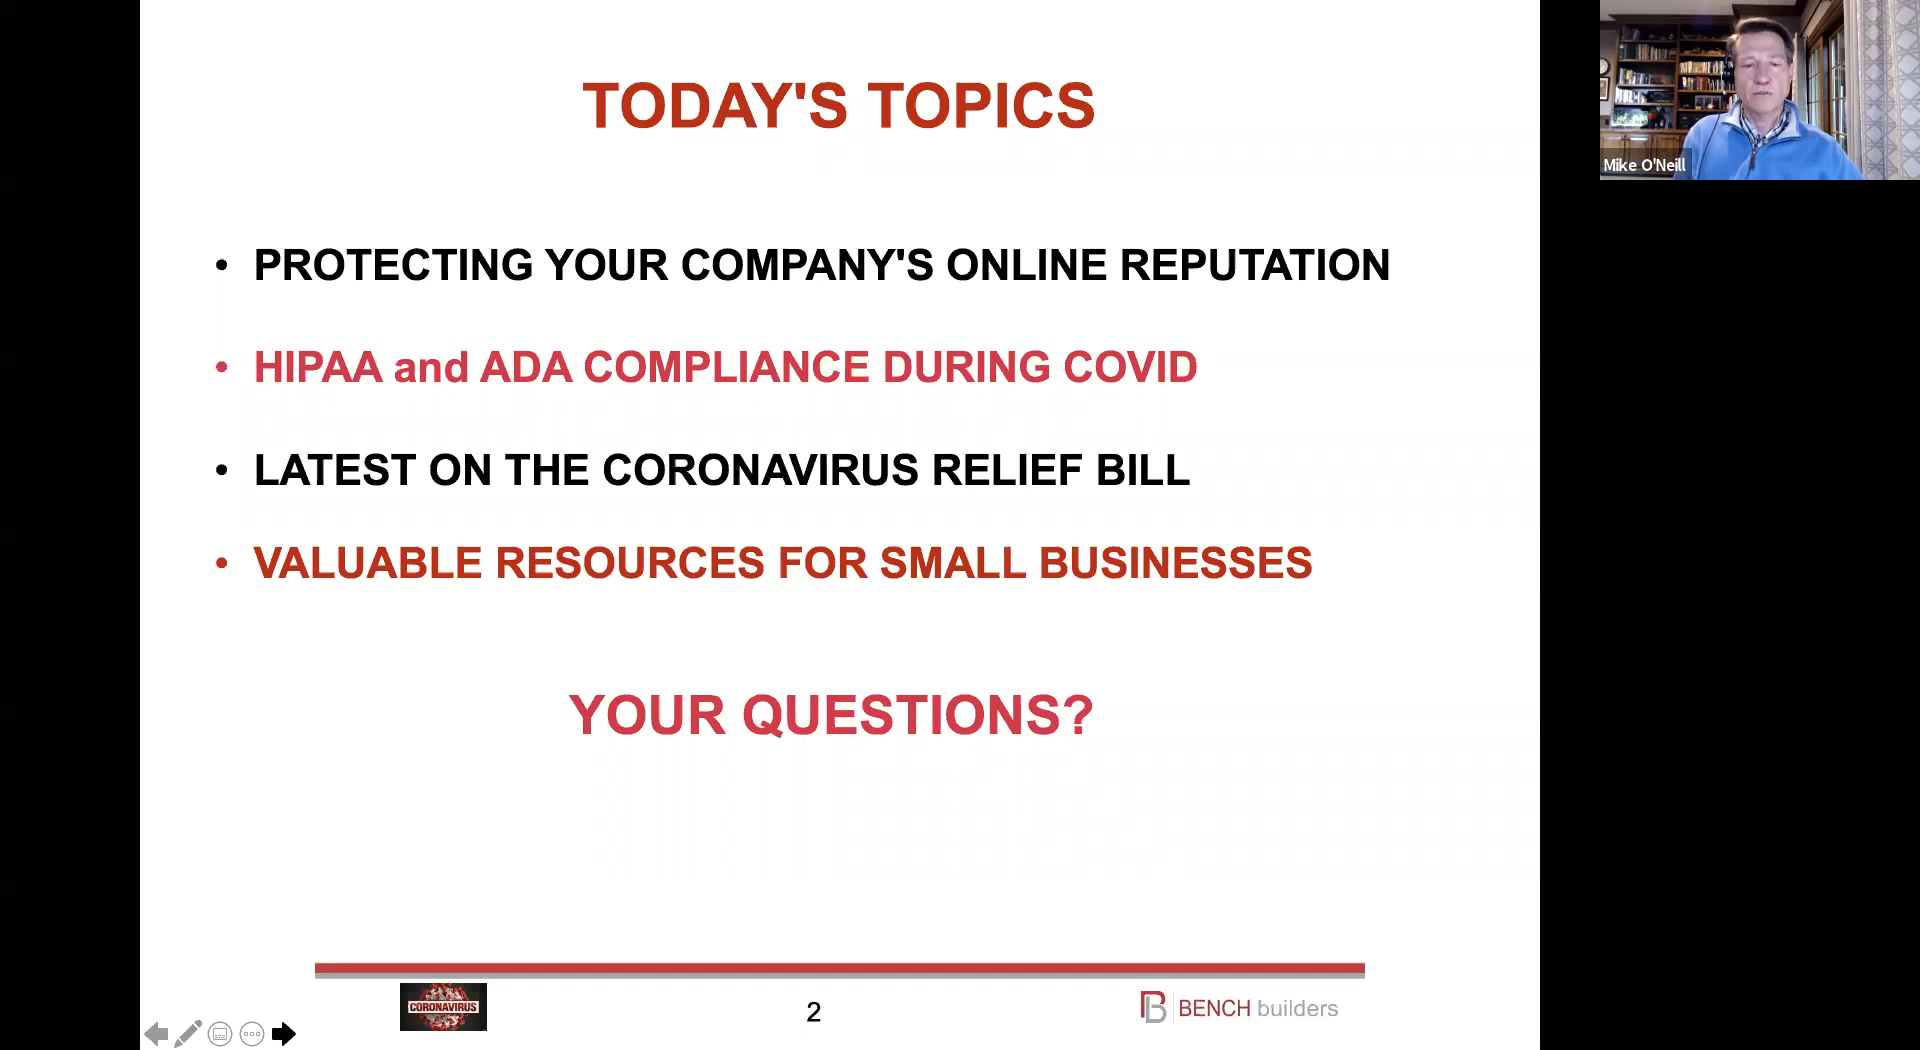 TODAY'S TOPICS
• PROTECTING YOUR COMPANY'S ONLINE REPUTATION
• HIPAA and ADA COMPLIANCE DURING COVID
• LATEST ON THE CORONAVIRUS RELIEF BILL
• VALUABLE RESOURCES FOR SMALL BUSINESSES
YOUR QUESTIONS?
CORONAVIRUS
2
BENCH builders
Mike O'Neill